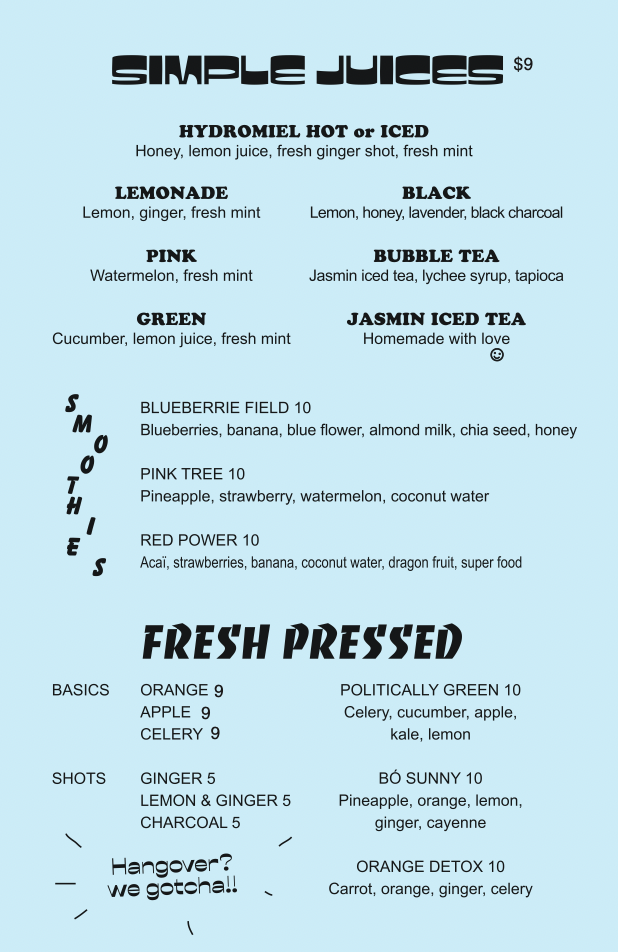 SIMPLE JUICES $9
HYDROMIEL HOT or ICED
Honey, lemon juice, fresh ginger shot, fresh mint
LEMONADE
Lemon, ginger, fresh mint
BLACK
Lemon, honey, lavender, black charcoal
PINK
Watermelon, fresh mint
BUBBLE TEA
Jasmin iced tea, lychee syrup, tapioca
GREEN
Cucumber, lemon juice, fresh mint
JASMIN ICED TEA
Homemade with love
SMOOTHIES
BLUEBERRIE FIELD 10
Blueberries, banana, blue flower, almond milk, chia seed, honey
PINK TREE 10
Pineapple, strawberry, watermelon, coconut water
RED POWER 10
Acaï, strawberries, banana, coconut water, dragon fruit, super food
FRESH PRESSED
BASICS
ORANGE 9
APPLE 9
CELERY 9
SHOTS
GINGER 5
LEMON & GINGER 5
CHARCOAL 5
Hangover?
we gotcha!!
POLITICALLY GREEN 10
Celery, cucumber, apple,
kale, lemon
BÓ SUNNY 10
Pineapple, orange, lemon,
ginger, cayenne
ORANGE DETOX 10
Carrot, orange, ginger, celery